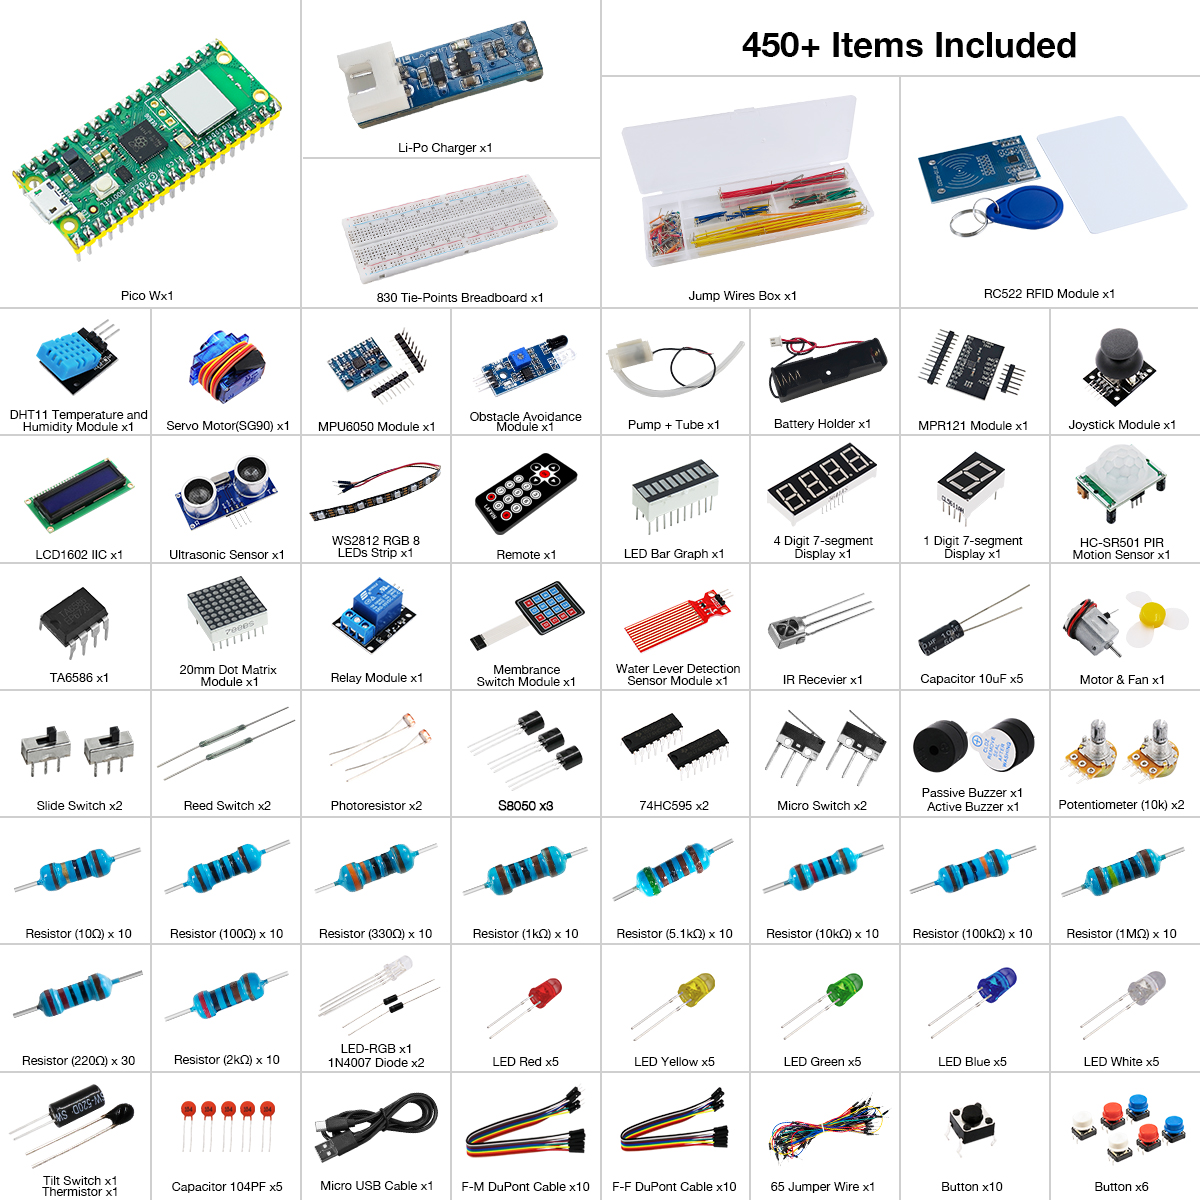 450+ Items Included
Li-Po Charger x1
Pico Wx1
830 Tie-Points Breadboard x1
Jump Wires Box x1
RC522 RFID Module x1
DHT11 Temperature and
Humidity Module x1
Servo Motor(SG90) x1
MPU6050 Module x1
Obstacle Avoidance
Module x1
Pump + Tube x1
Battery Holder x1
MPR121 Module x1
Joystick Module x1
LCD1602 IIC x1
Ultrasonic Sensor x1
WS2812 RGB 8
LEDs Strip x1
Remote x1
LED Bar Graph x1
4 Digit 7-segment
Display x1
1 Digit 7-segment
Display x1
HC-SR501 PIR
Motion Sensor x1
TA6586 x1
788BS
20mm Dot Matrix
Module x1
Relay Module x1
Membrance
Switch Module x1
Water Lever Detection
Sensor Module x1
IR Recevier x1
Capacitor 10uF x5
Motor & Fan x1
Slide Switch x2
Reed Switch x2
Photoresistor x2
S8050 x3
74HC595 x2
Micro Switch x2
Passive Buzzer x1
Active Buzzer x1
Potentiometer (10k) x2
Resistor (10Ω) x 10
Resistor (100Ω) x 10
Resistor (330Ω) x 10
Resistor (1kΩ) x 10
Resistor (5.1kΩ) x 10
Resistor (10kΩ) x 10
Resistor (100kΩ) x 10
Resistor (1MΩ) x 10
Resistor (220Ω) x 30
Resistor (2kΩ) x 10
LED-RGB x1
1N4007 Diode x2
LED Red x5
LED Yellow x5
LED Green x5
LED Blue x5
LED White x5
SW-520D
Tilt Switch x1
Thermistor x1
Capacitor 104PF x5
Micro USB Cable x1
F-M DuPont Cable x10
F-F DuPont Cable x10
65 Jumper Wire x1
Button x10
Button x6